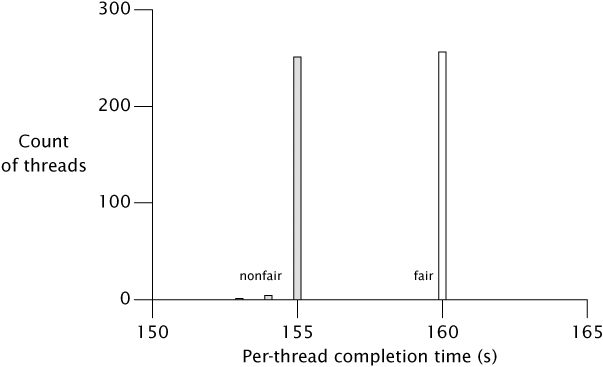 300
200
Count
of threads
100
nonfair
fair
0
150
155
160
165
Per-thread completion time (s)